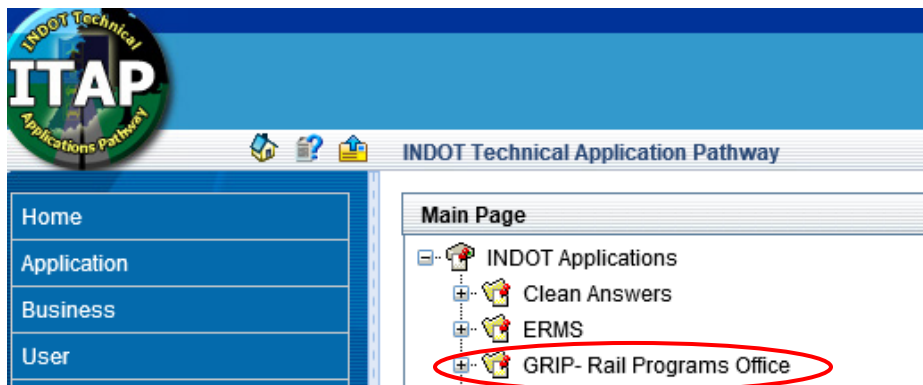 INDOT Technical
ITAP
Applications Pathway
INDOT Technical Application Pathway
Home
Application
Business
User
Main Page
INDOT Applications
Clean Answers
ERMS
GRIP- Rail Programs Office